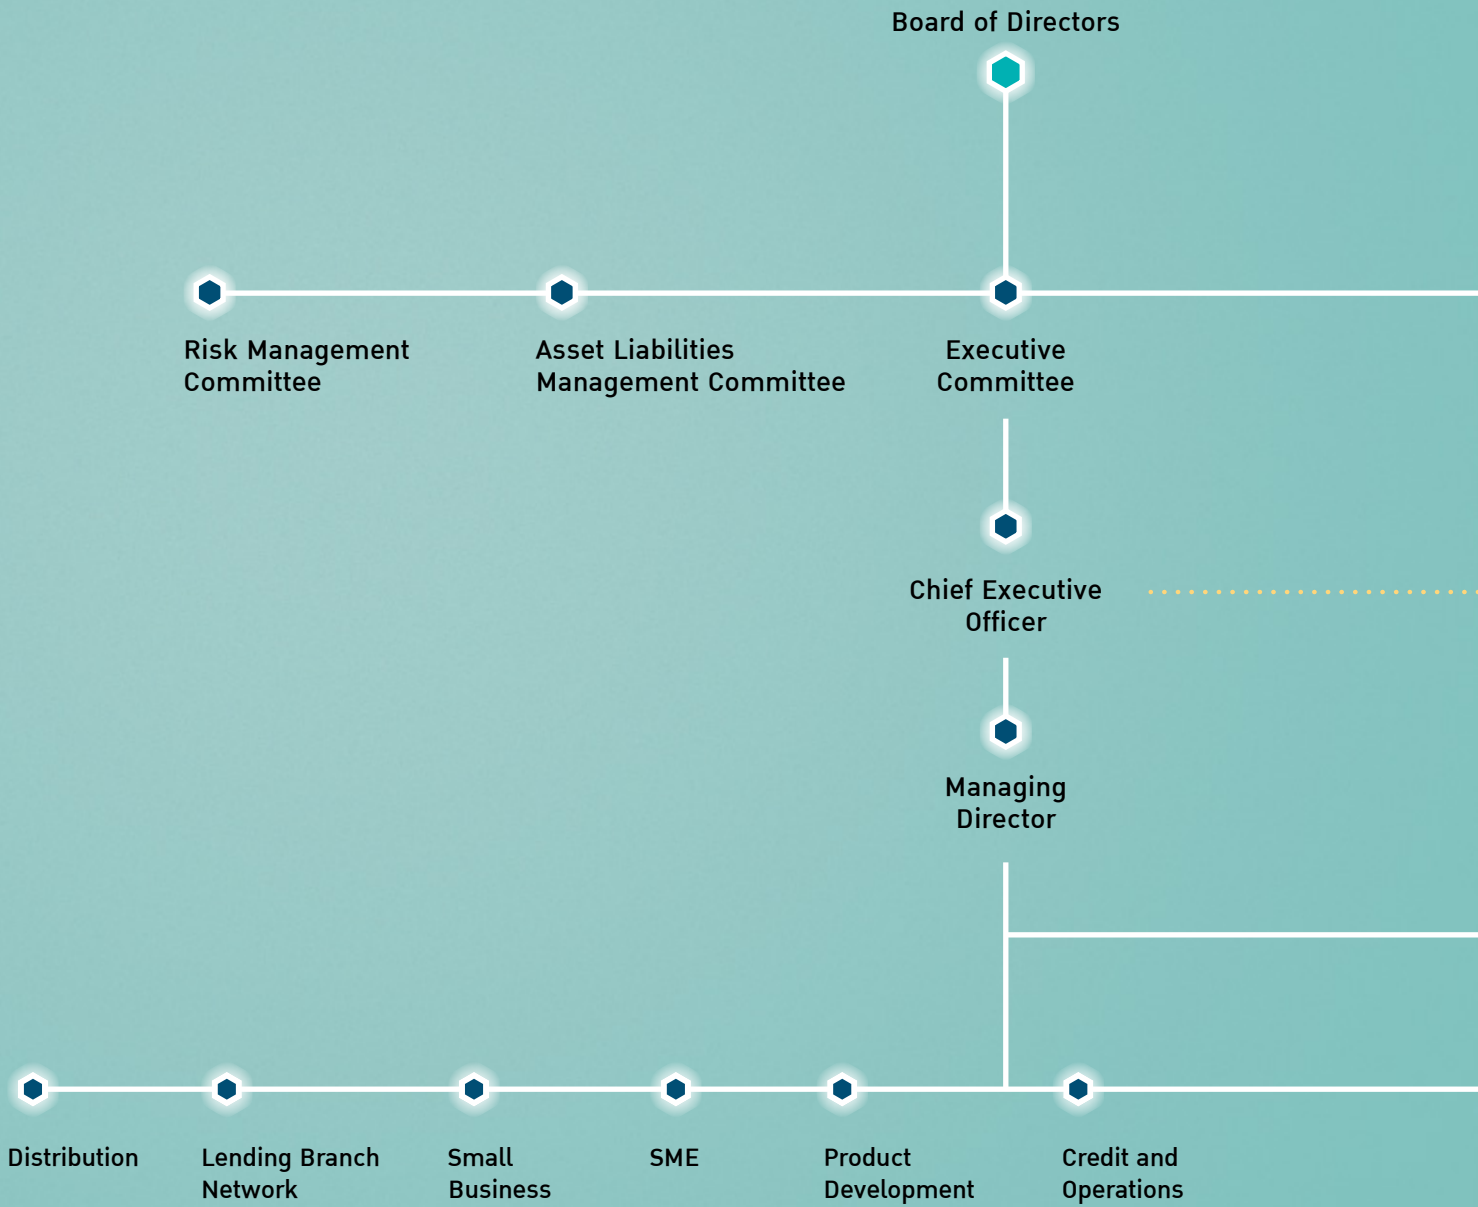 Board of Directors
Risk Management
Committee
Asset Liabilities
Management Committee
Executive
Committee
Chief Executive
Officer
Managing
Director
Distribution
Lending Branch
Network
Small
Business
SME
Product
Development
Credit and
Operations